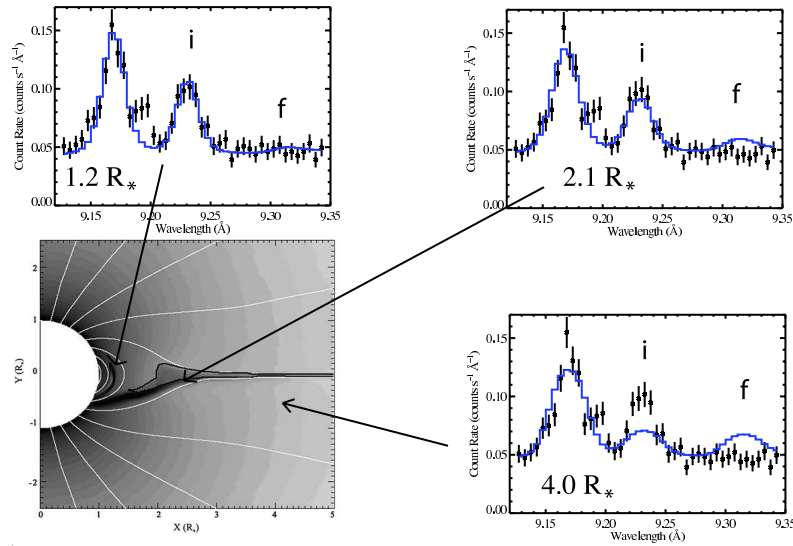 0.15
0.10
0.05
0.00
Count Rate (counts s⁻¹ Å⁻¹)
i
f
1.2 R*
9.15 9.20 9.25 9.30 9.35
Wavelength (Å)
0.15
0.10
0.05
0.00
Count Rate (counts s⁻¹ Å⁻¹)
i
f
2.1 R*
9.15 9.20 9.25 9.30 9.35
Wavelength (Å)
2
1
0
-1
-2
Y (R*)
0 1 2 3 4 5
X (R*)
0.15
0.10
0.05
0.00
Count Rate (counts s⁻¹ Å⁻¹)
i
f
4.0 R*
9.15 9.20 9.25 9.30 9.35
Wavelength (Å)